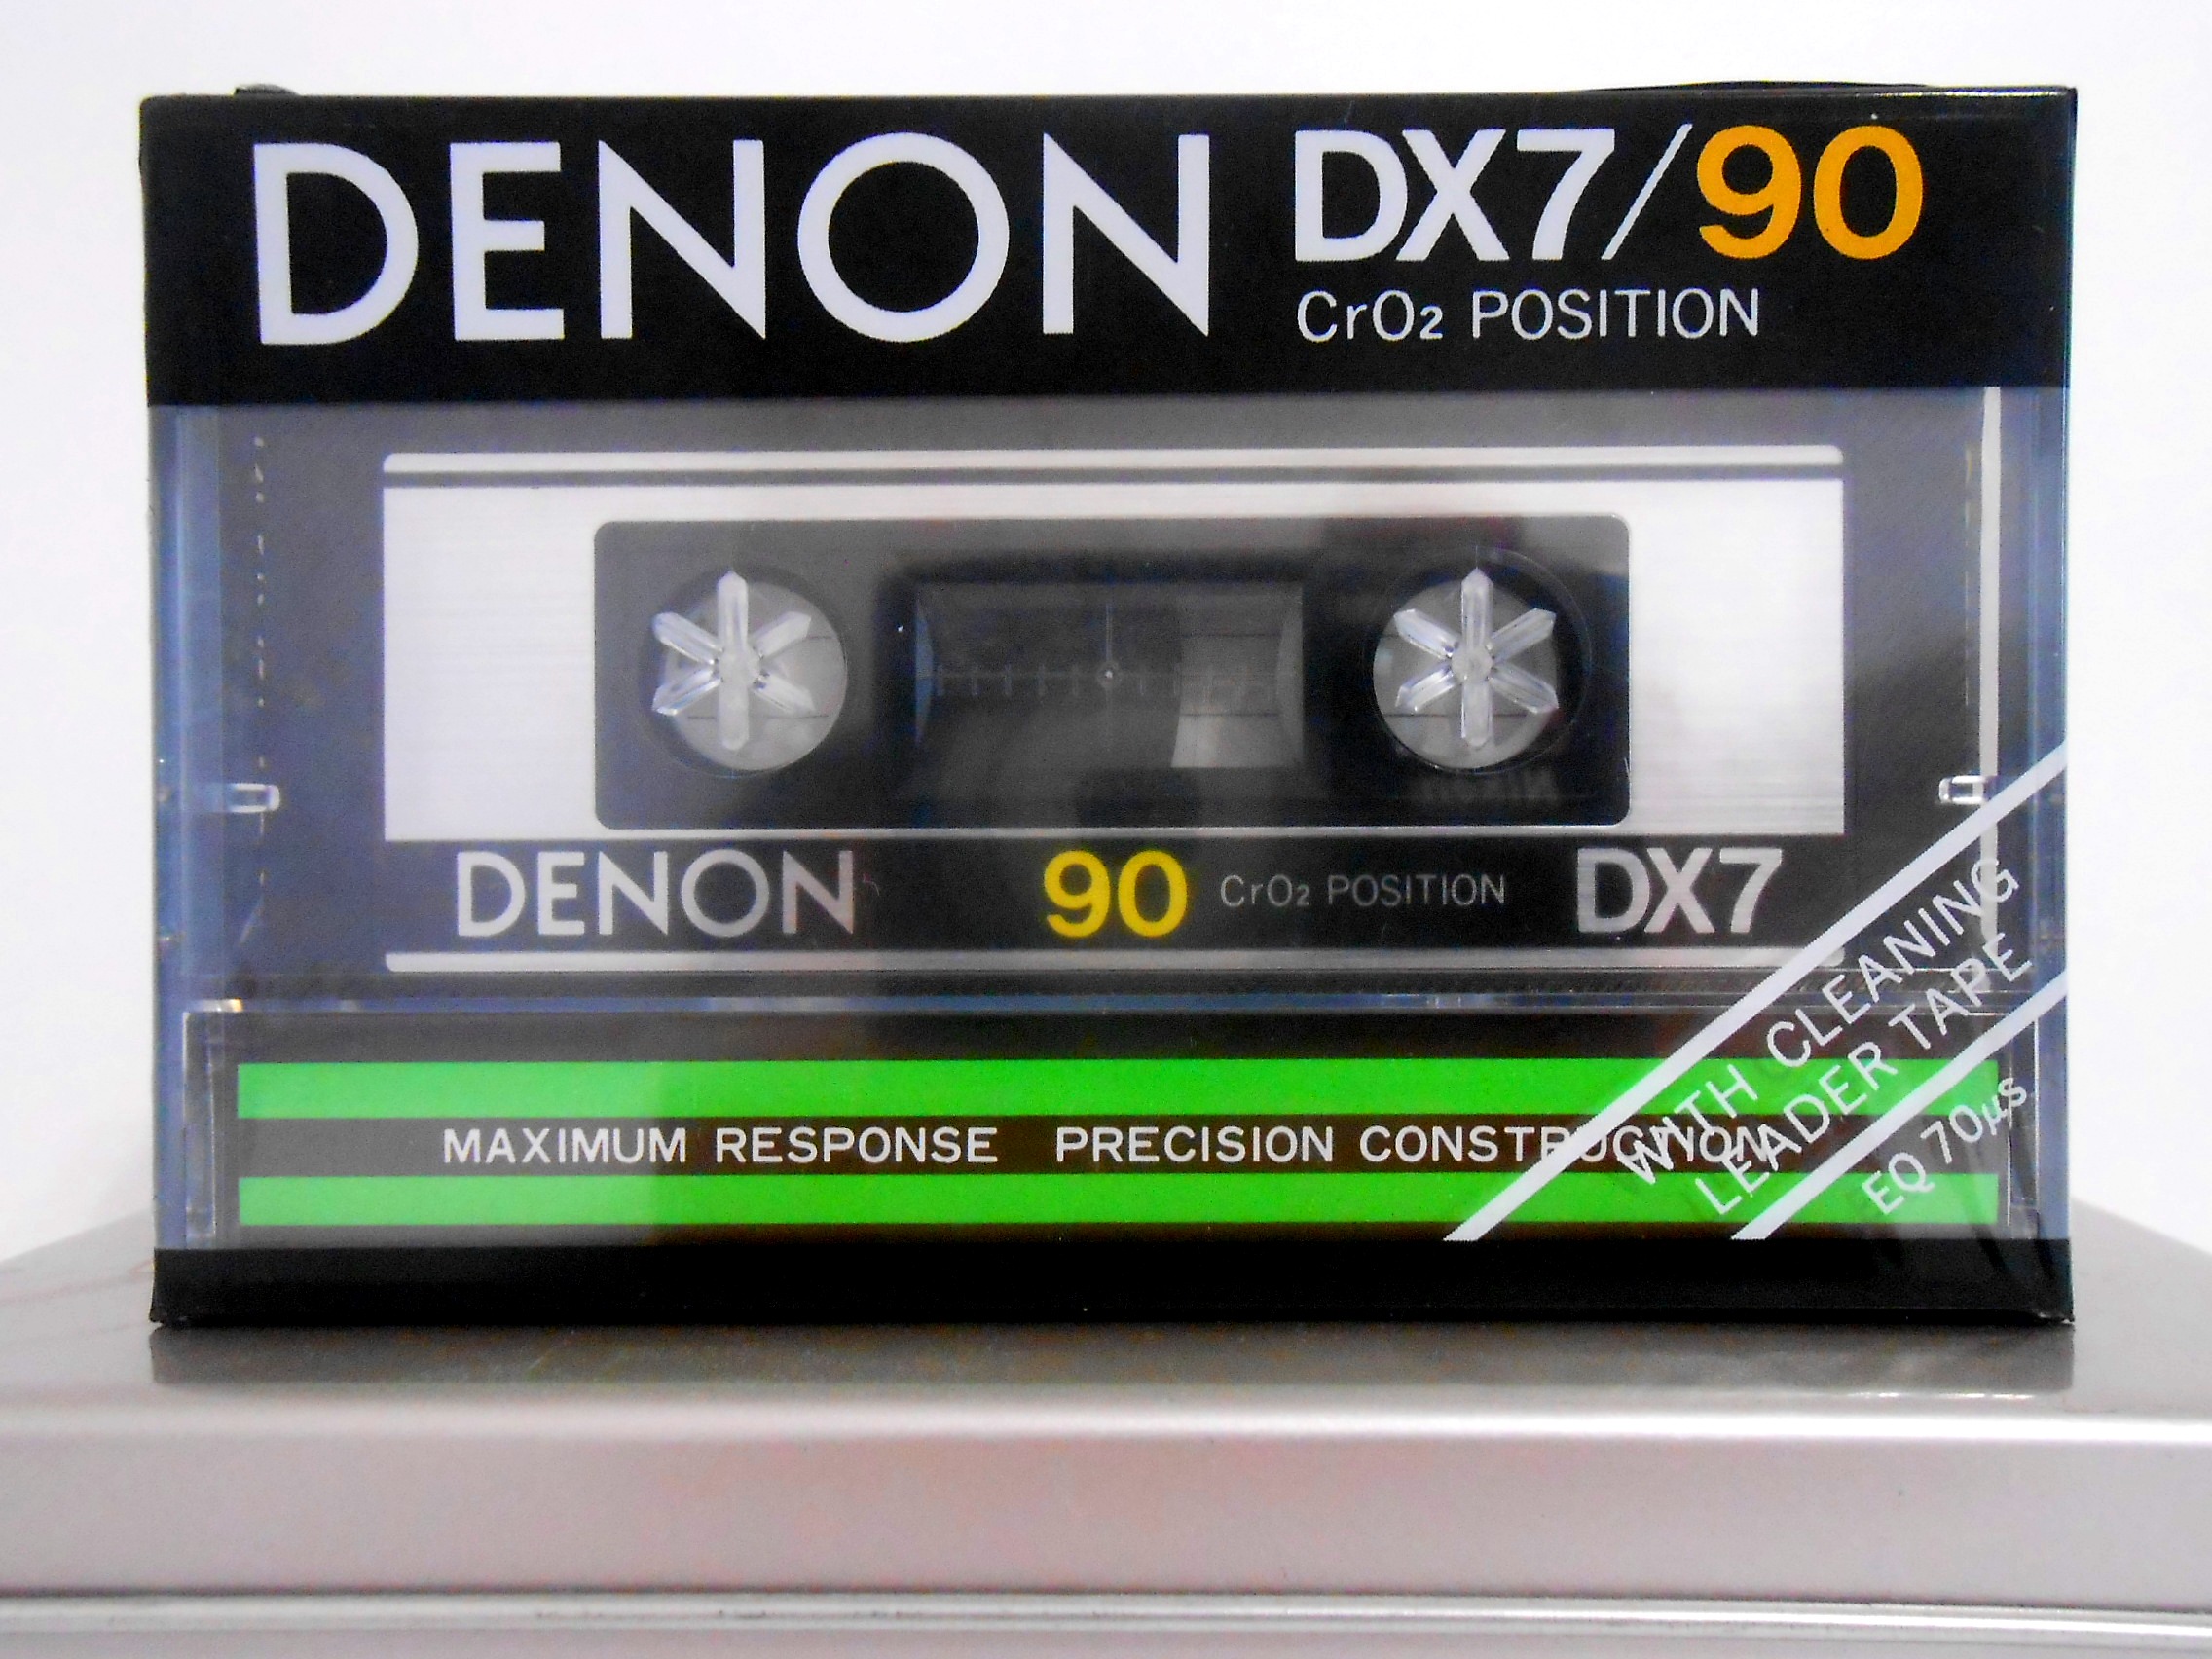 DENON DX7/90
CrO₂ POSITION
DENON 90 CrO₂ POSITION DX7
MAXIMUM RESPONSE PRECISION CONSTRUCTION
WITH CLEANING
LEADER TAPE
EQ 70µs